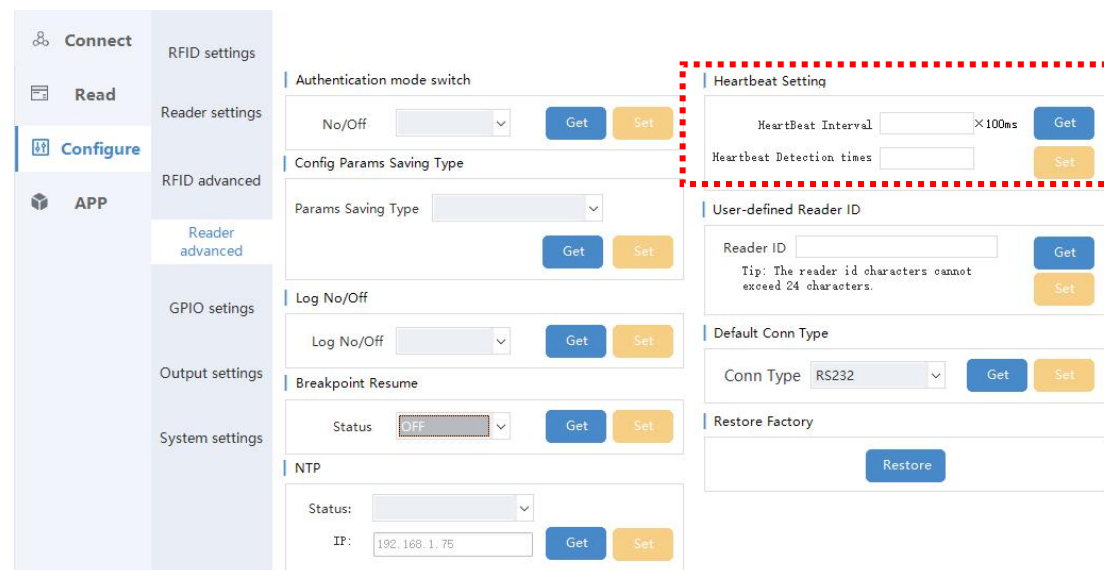 Connect
Read
Configure
APP
RFID settings
Reader settings
RFID advanced
Reader
advanced
GPIO setings
Output settings
System settings
Authentication mode switch
No/Off
Get
Set
Config Params Saving Type
Params Saving Type
Get
Set
Log No/Off
Log No/Off
Get
Set
Breakpoint Resume
Status
OFF
Get
Set
NTP
Status:
IP:
192.168.1.75
Get
Set
Heartbeat Setting
HeartBeat Interval
×100ms
Get
Heartbeat Detection times
Set
User-defined Reader ID
Reader ID
Get
Tip: The reader id characters cannot
exceed 24 characters.
Set
Default Conn Type
Conn Type
RS232
Get
Set
Restore Factory
Restore